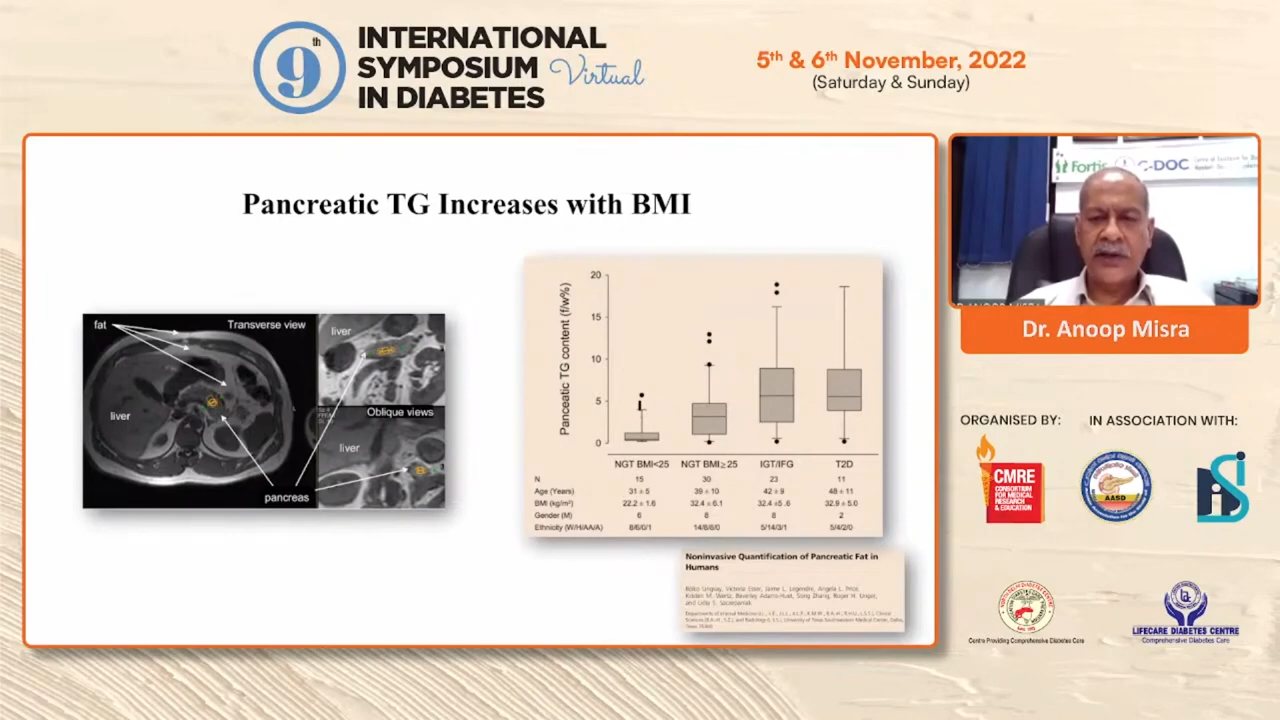 9th
INTERNATIONAL
SYMPOSIUM Virtual
IN DIABETES
5th & 6th November, 2022
(Saturday & Sunday)
Pancreatic TG Increases with BMI
fat
Transverse view
liver
liver
Oblique views
liver
pancreas
Panceatic TG content (f/w%)
20
15
10
5
0
NGT BMI<25 NGT BMI≥25 IGT/IFG T2D
N 15 30 23 11
Age (Years) 31 ± 5 39 ± 10 42 ± 9 48 ± 11
BMI (kg/m²) 22.2 ± 1.6 32.4 ± 6.1 32.4 ± 5.6 32.9 ± 5.0
Gender (M) 6 8 8 2
Ethnicity (W/H/AA/A) 8/6/0/1 14/8/8/0 5/14/3/1 5/4/2/0
Noninvasive Quantification of Pancreatic Fat in
Humans
Fortis C-DOC
Dr. Anoop Misra
ORGANISED BY:
IN ASSOCIATION WITH:
CMRE
CONSORTIUM
FOR MEDICAL
RESEARCH
& EDUCATION
AASD
Centre Providing Comprehensive Diabetes Care
LIFECARE DIABETES CENTRE
Comprehensive Diabetes Care